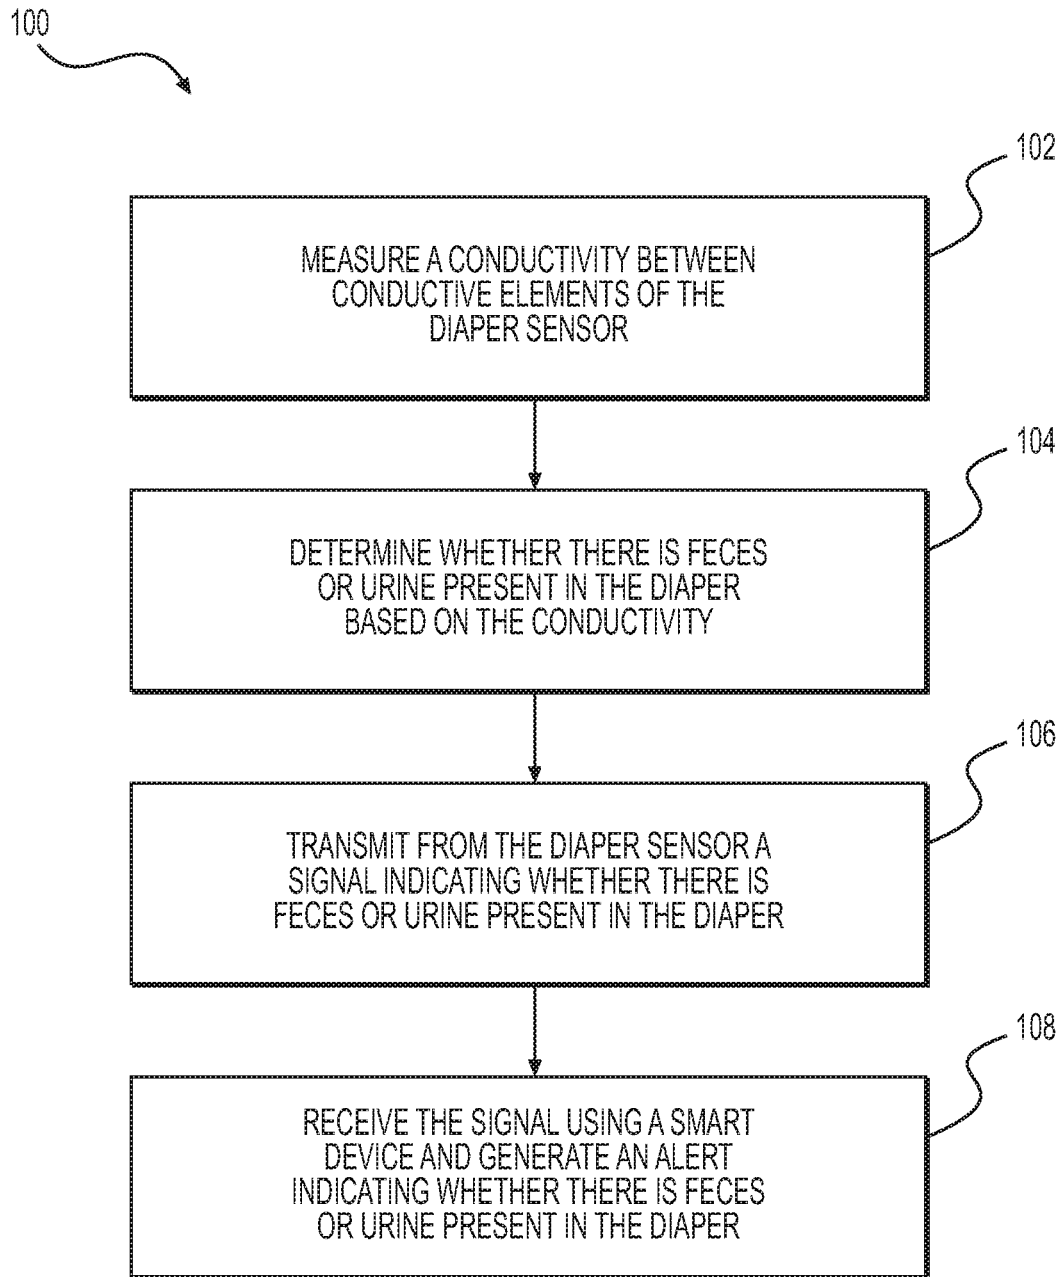 100
102
MEASURE A CONDUCTIVITY BETWEEN
CONDUCTIVE ELEMENTS OF THE
DIAPER SENSOR
104
DETERMINE WHETHER THERE IS FECES
OR URINE PRESENT IN THE DIAPER
BASED ON THE CONDUCTIVITY
106
TRANSMIT FROM THE DIAPER SENSOR A
SIGNAL INDICATING WHETHER THERE IS
FECES OR URINE PRESENT IN THE DIAPER
108
RECEIVE THE SIGNAL USING A SMART
DEVICE AND GENERATE AN ALERT
INDICATING WHETHER THERE IS FECES
OR URINE PRESENT IN THE DIAPER